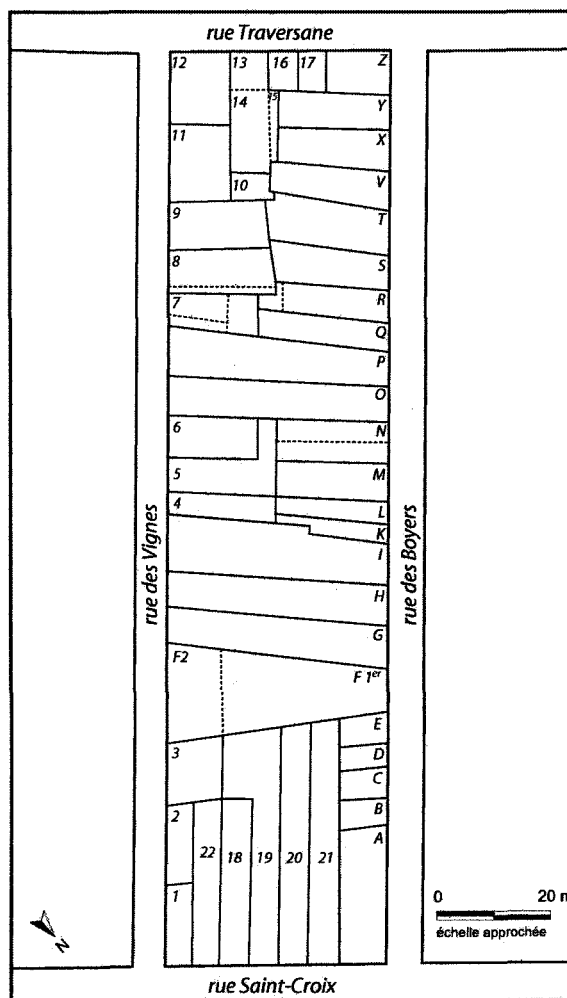 rue Traversane
12
13
16
17
Z
14
15
Y
11
X
10
V
9
T
8
S
7
R
Q
P
O
6
N
5
M
4
L
K
I
rue des Vignes
rue des Boyers
H
G
F2
F 1er
E
3
D
C
2
B
A
22
18
19
20
21
1
N
0
20 m
échelle approchée
rue Saint-Croix